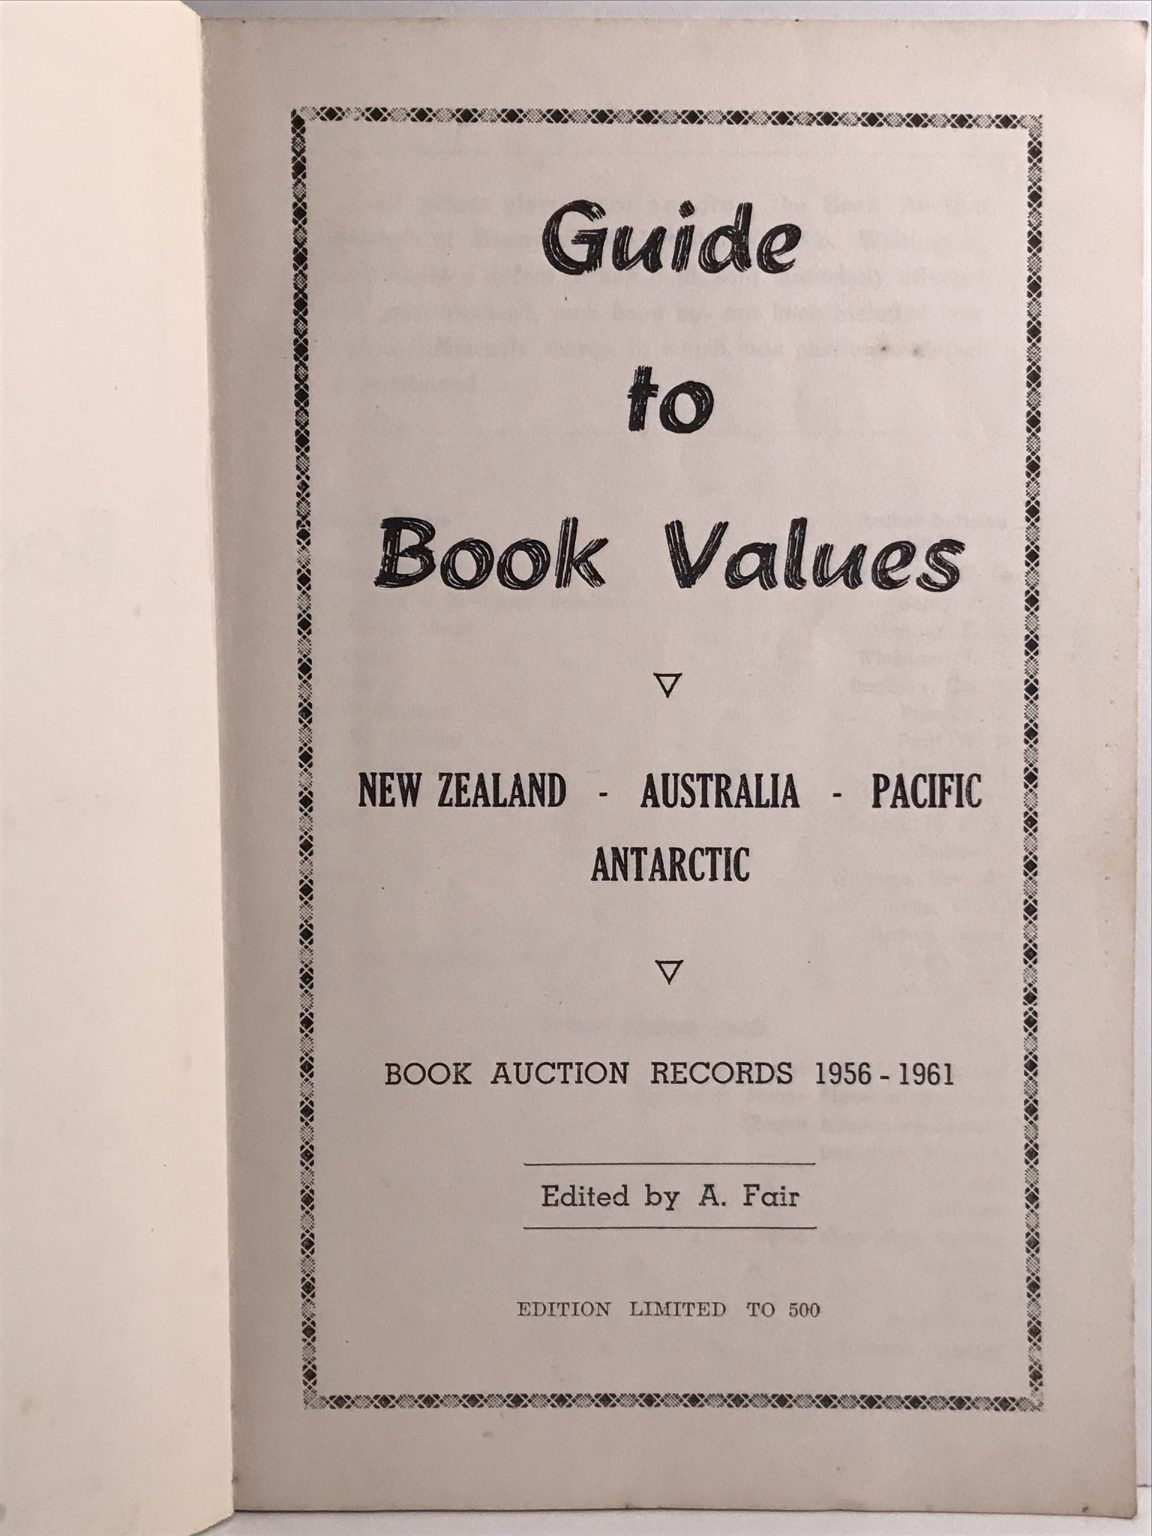 Guide
to
Book Values
NEW ZEALAND - AUSTRALIA - PACIFIC
ANTARCTIC
BOOK AUCTION RECORDS 1956-1961
Edited by A. Fair
EDITION LIMITED TO 500